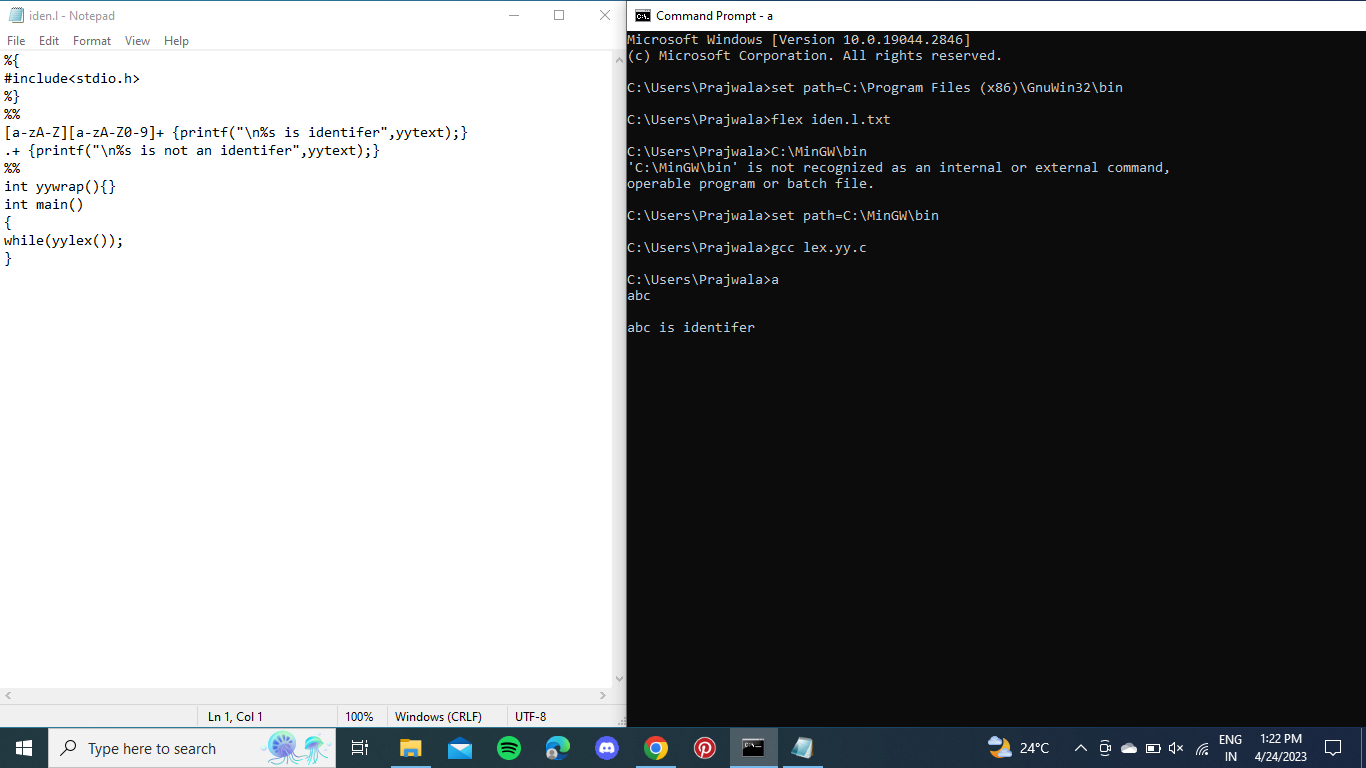 iden.l - Notepad
File Edit Format View Help
%{
#include<stdio.h>
%}
%%
[a-zA-Z][a-zA-Z0-9]+ {printf("\n%s is identifer",yytext);}
.+ {printf("\n%s is not an identifer",yytext);}
%%
int yywrap(){}
int main()
{
while(yylex());
}
Ln 1, Col 1 100% Windows (CRLF) UTF-8
Command Prompt - a
Microsoft Windows [Version 10.0.19044.2846]
(c) Microsoft Corporation. All rights reserved.
C:\Users\Prajwala>set path=C:\Program Files (x86)\GnuWin32\bin
C:\Users\Prajwala>flex iden.l.txt
C:\Users\Prajwala>C:\MinGW\bin
'C:\MinGW\bin' is not recognized as an internal or external command,
operable program or batch file.
C:\Users\Prajwala>set path=C:\MinGW\bin
C:\Users\Prajwala>gcc lex.yy.c
C:\Users\Prajwala>a
abc
abc is identifer
Type here to search
24°C
ENG
IN
1:22 PM
4/24/2023